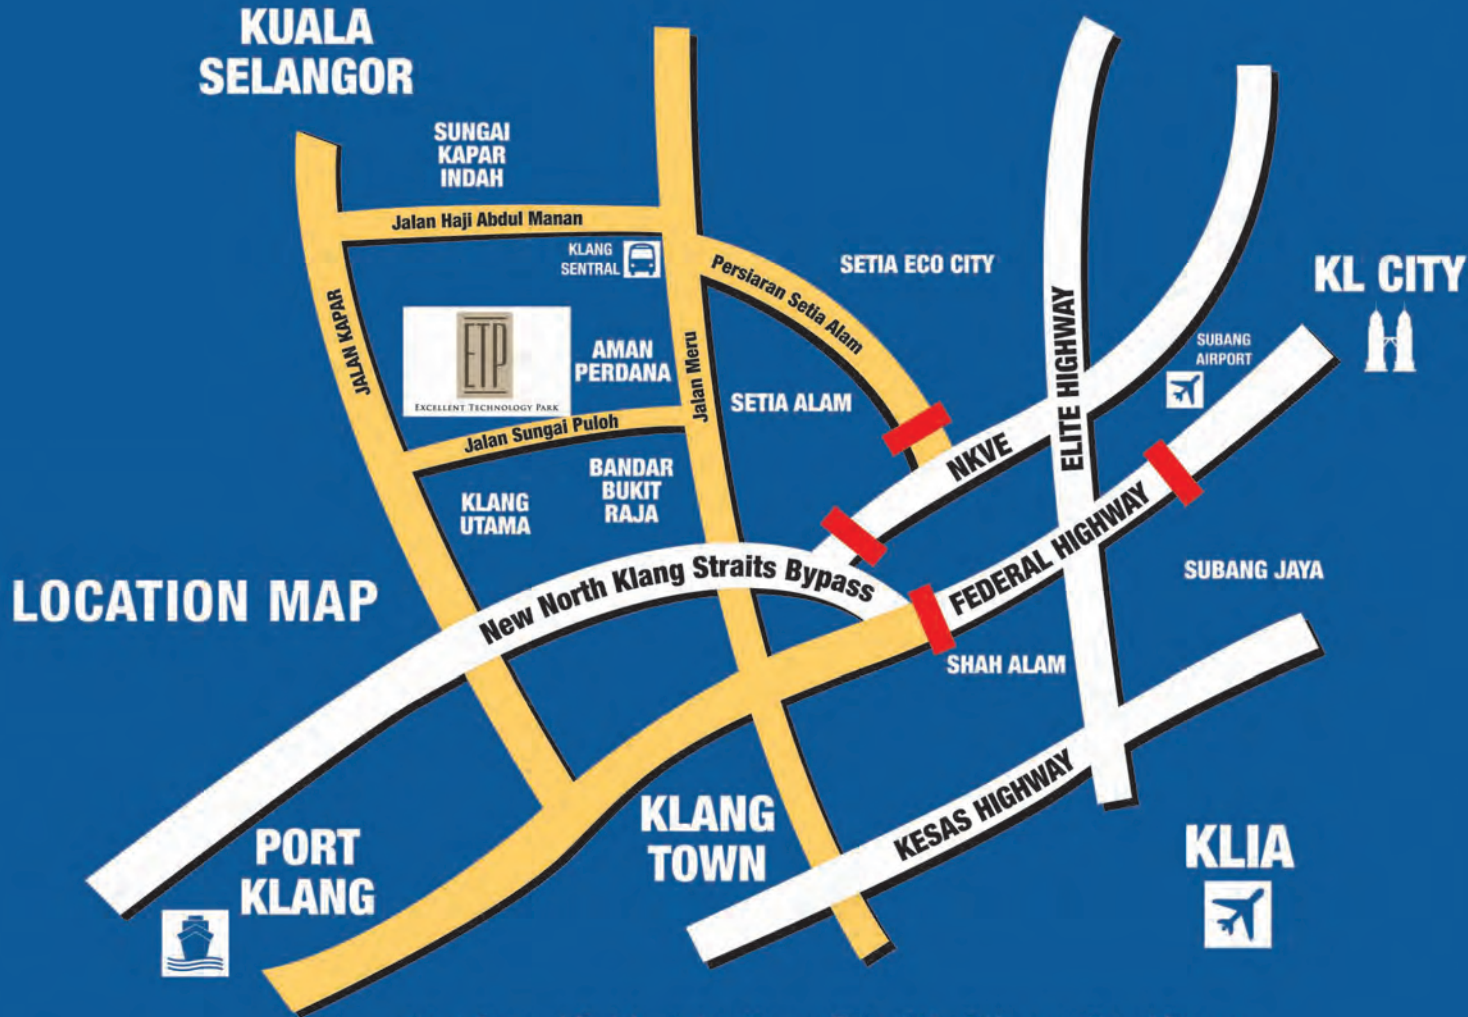 KUALA
SELANGOR
SUNGAI
KAPAR
INDAH
Jalan Haji Abdul Manan
KLANG
SENTRAL
Persiaran Setia Alam
SETIA ECO CITY
KL CITY
JALAN KAPAR
ETP
EXCELLENT TECHNOLOGY PARK
AMAN
PERDANA
Jalan Meru
ELITE HIGHWAY
SUBANG
AIRPORT
SETIA ALAM
Jalan Sungai Puloh
NKVE
KLANG
UTAMA
BANDAR
BUKIT
RAJA
LOCATION MAP
New North Klang Straits Bypass
FEDERAL HIGHWAY
SUBANG JAYA
SHAH ALAM
PORT
KLANG
KLANG
TOWN
KESAS HIGHWAY
KLIA